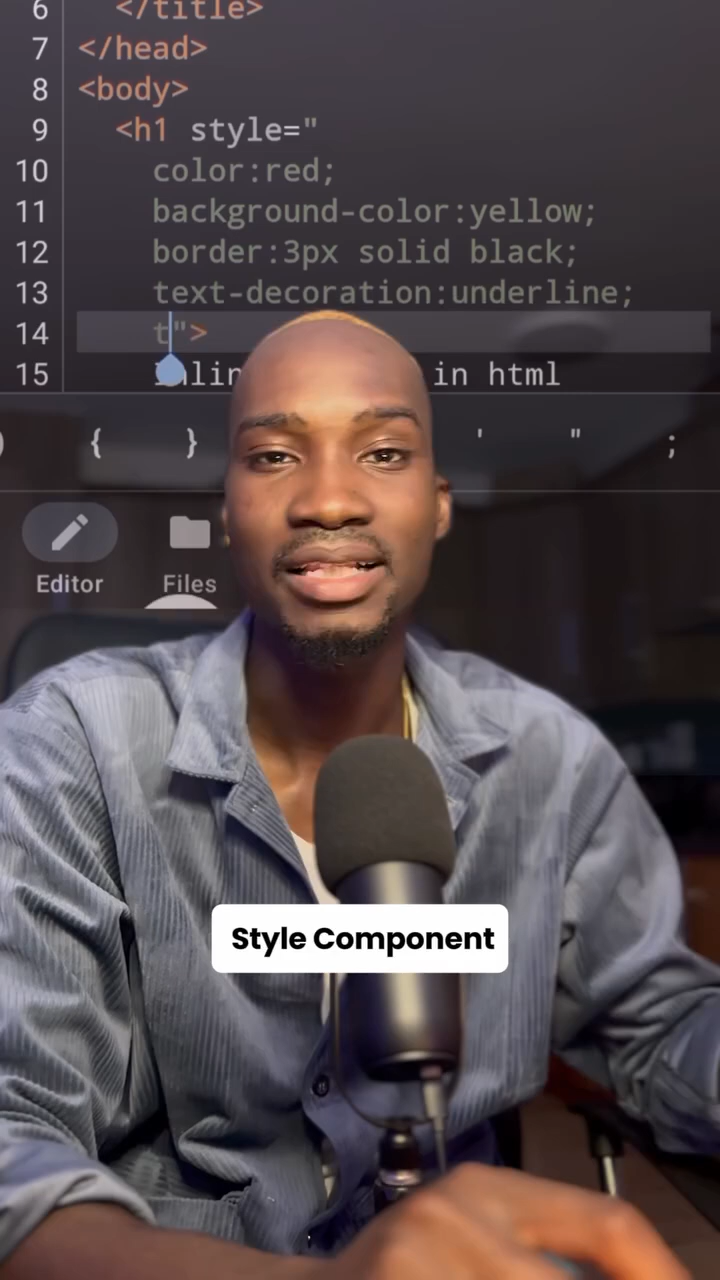 6 </title>
7 </head>
8 <body>
9 <h1 style="
10 color:red;
11 background-color:yellow;
12 border:3px solid black;
13 text-decoration:underline;
14 t">
15 in html
{ } ' " ;
Editor Files
Style Component